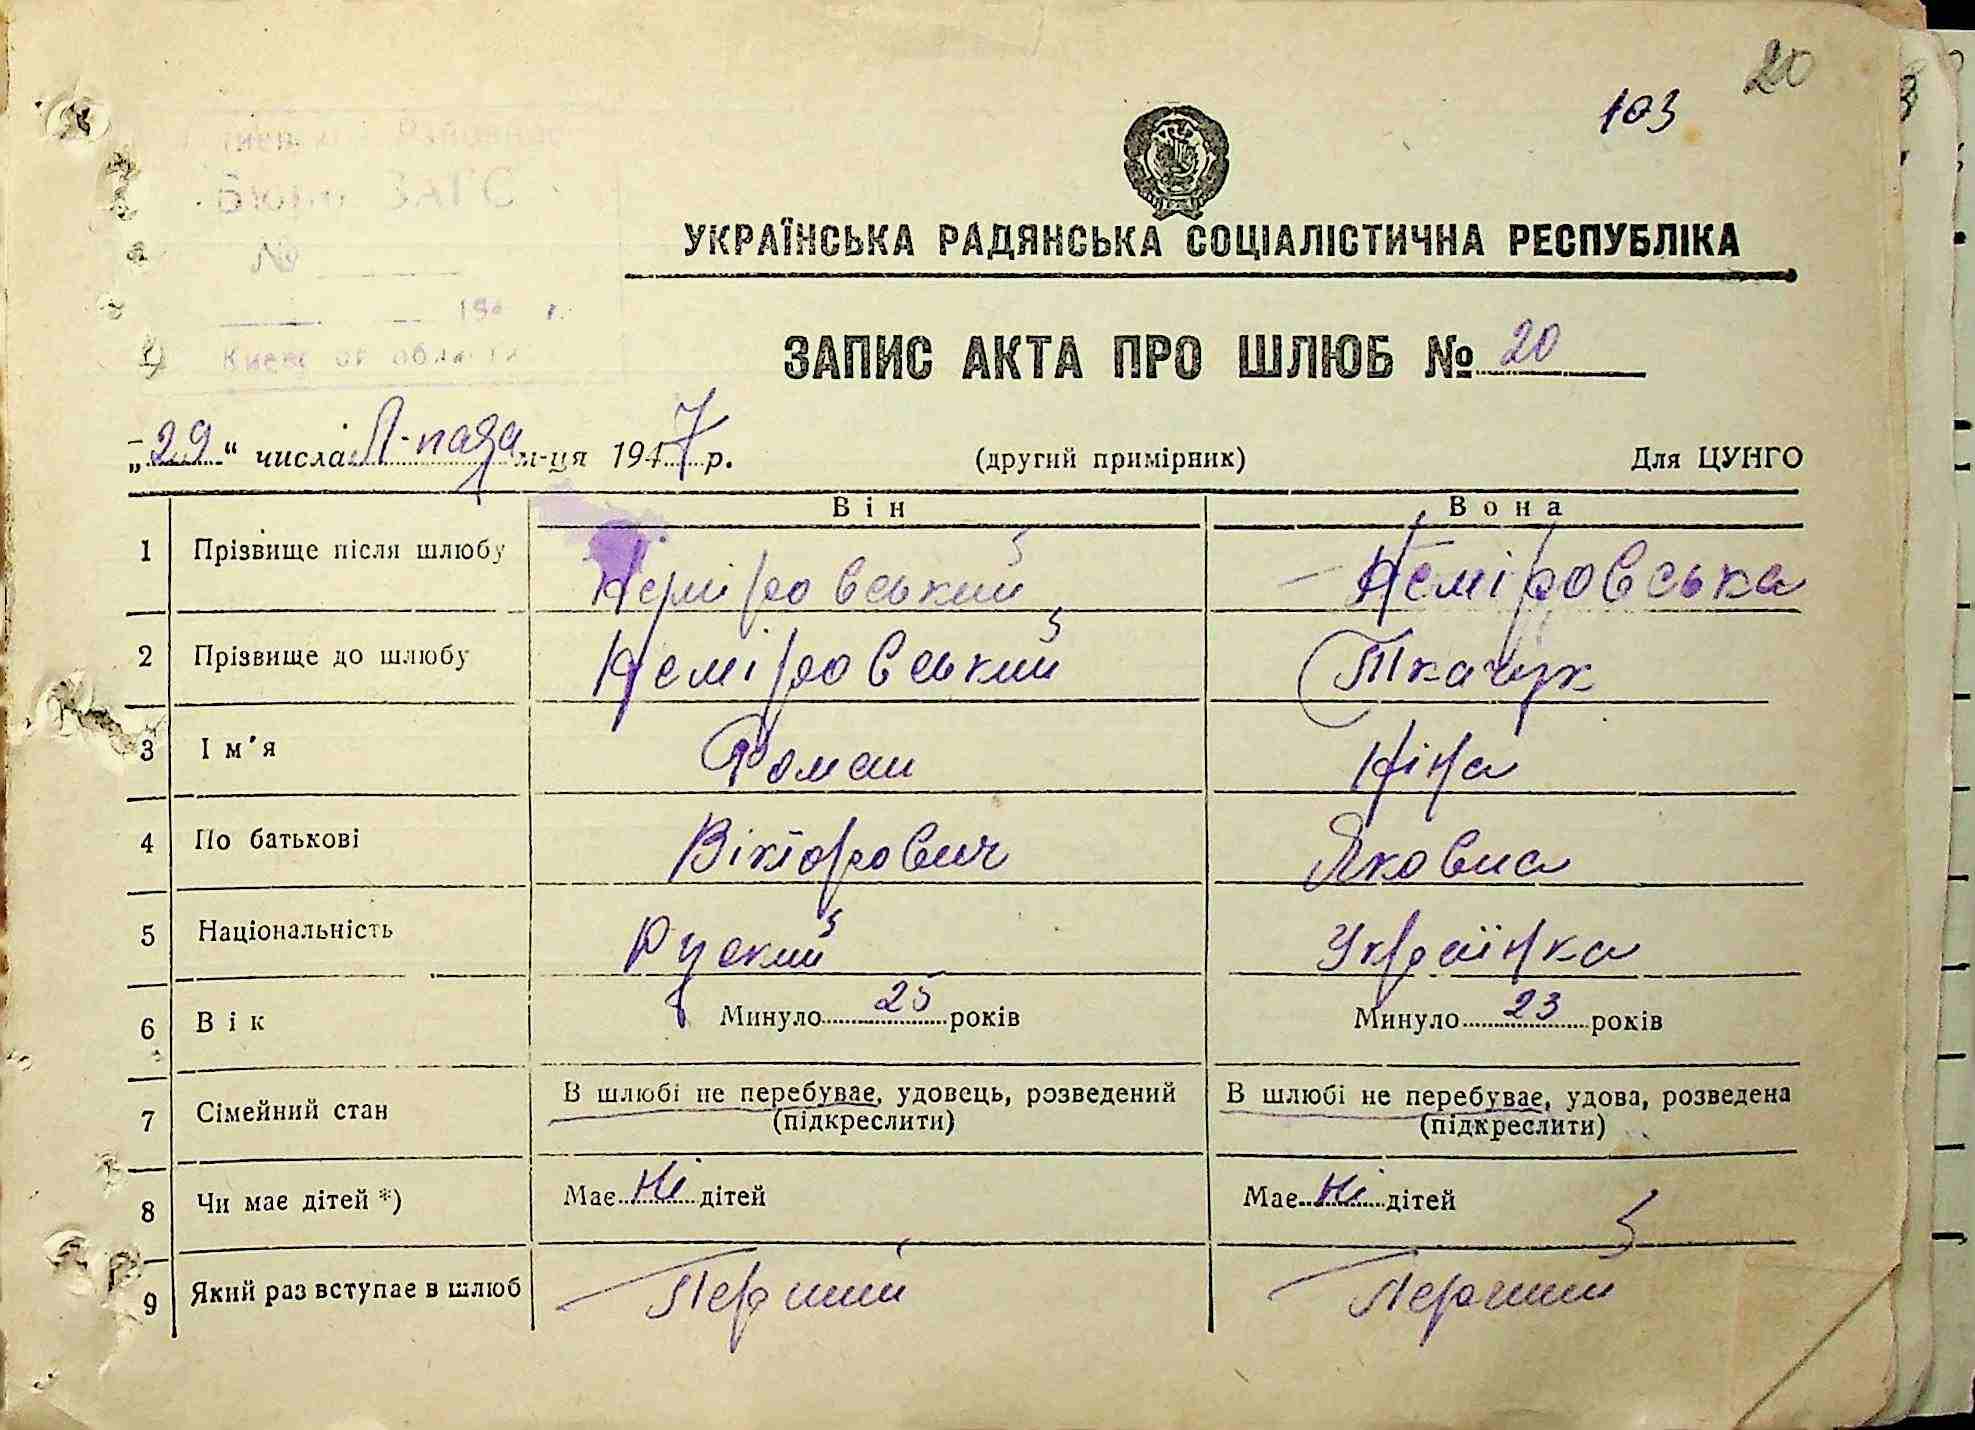 20
103
Бюро ЗАГС
№
194 г.
Киевской области
УКРАЇНСЬКА РАДЯНСЬКА СОЦІАЛІСТИЧНА РЕСПУБЛІКА
ЗАПИС АКТА ПРО ШЛЮБ № 20
„29“ числа Л-пада м-ця 1947 р. (другий примірник) Для ЦУНГО
Він Вона
1 Прізвище після шлюбу Неміровський Неміровська
2 Прізвище до шлюбу Неміровський Ткачук
3 Ім'я Роман Ніна
4 По батькові Вікторович Яковна
5 Національність Руский Українка
6 Вік Минуло 25 років Минуло 23 років
7 Сімейний стан В шлюбі не перебуває, удовець, розведений В шлюбі не перебуває, удова, розведена
(підкреслити) (підкреслити)
8 Чи має дітей *) Має ні дітей Має ні дітей
9 Який раз вступає в шлюб Перший Перший